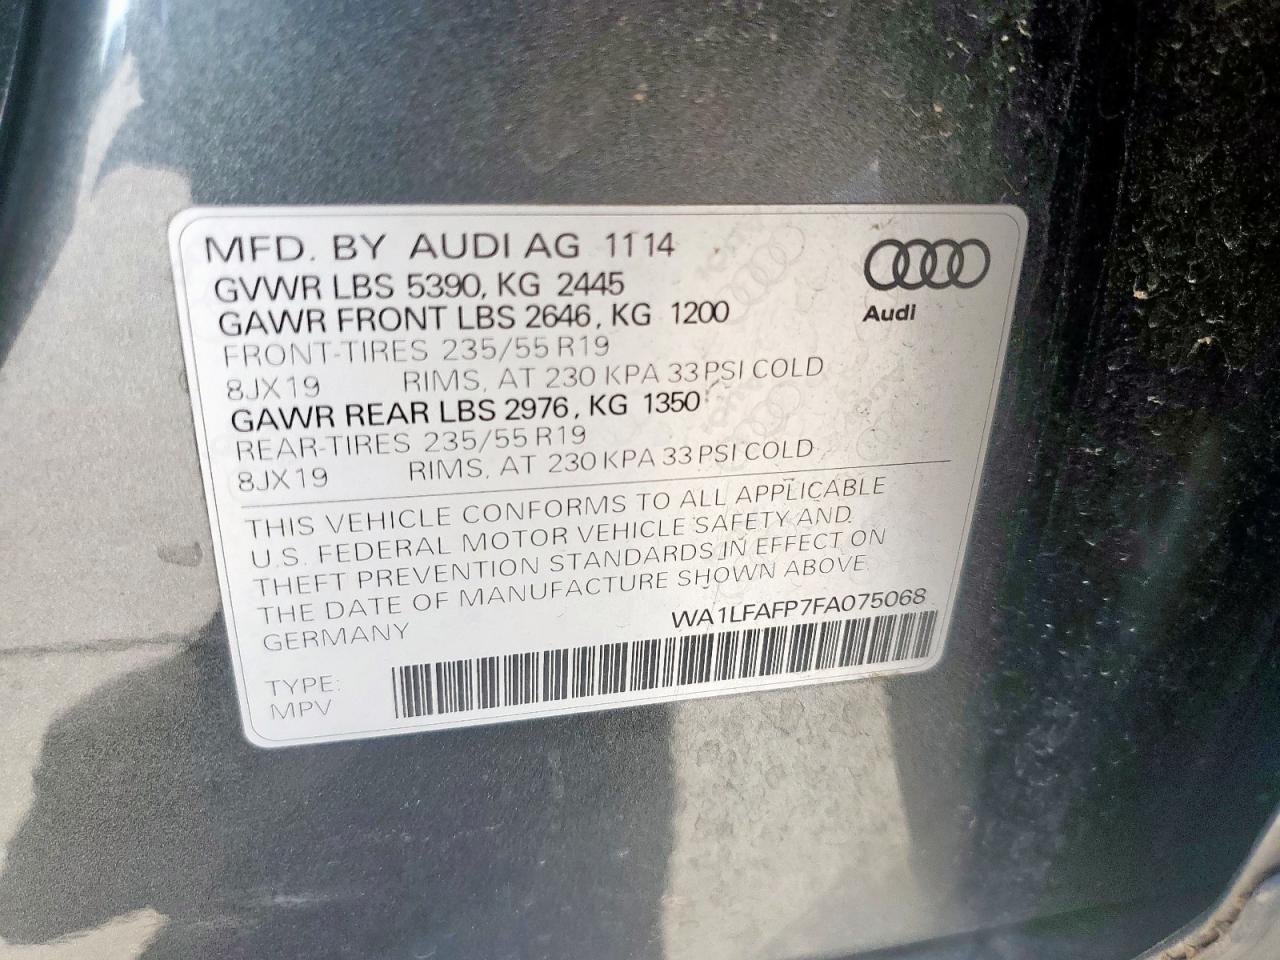 MFD. BY AUDI AG 11 14
GVWR LBS 5390, KG 2445
GAWR FRONT LBS 2646, KG 1200
FRONT-TIRES 235/55 R19
8JX19 RIMS, AT 230 KPA 33 PSI COLD
GAWR REAR LBS 2976, KG 1350
REAR-TIRES 235/55 R19
8JX19 RIMS, AT 230 KPA 33 PSI COLD
Audi
THIS VEHICLE CONFORMS TO ALL APPLICABLE
U.S. FEDERAL MOTOR VEHICLE SAFETY AND
THEFT PREVENTION STANDARDS IN EFFECT ON
THE DATE OF MANUFACTURE SHOWN ABOVE.
GERMANY WA1LFAFP7FA075068
TYPE:
MPV